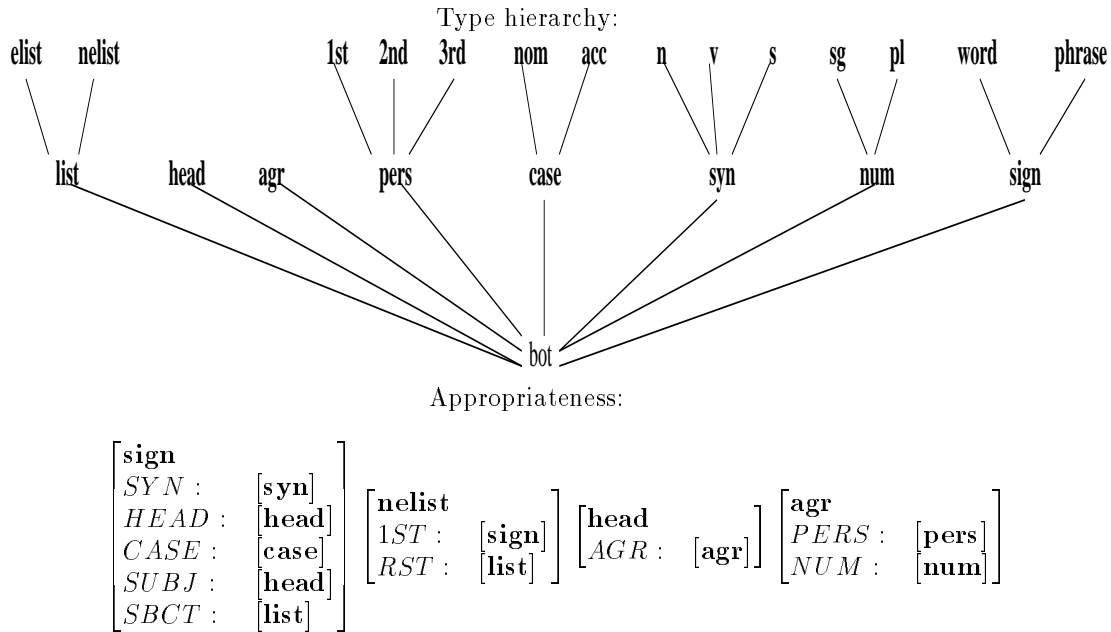 Type hierarchy:
elist nelist 1st 2nd 3rd nom acc n v s sg pl word phrase
list head agr pers case syn num sign
bot
Appropriateness:
sign
SYN : [syn]
HEAD : [head]
CASE : [case]
SUBJ : [head]
SBCT : [list]
nelist
1ST : [sign]
RST : [list]
head
AGR : [agr]
agr
PERS : [pers]
NUM : [num]